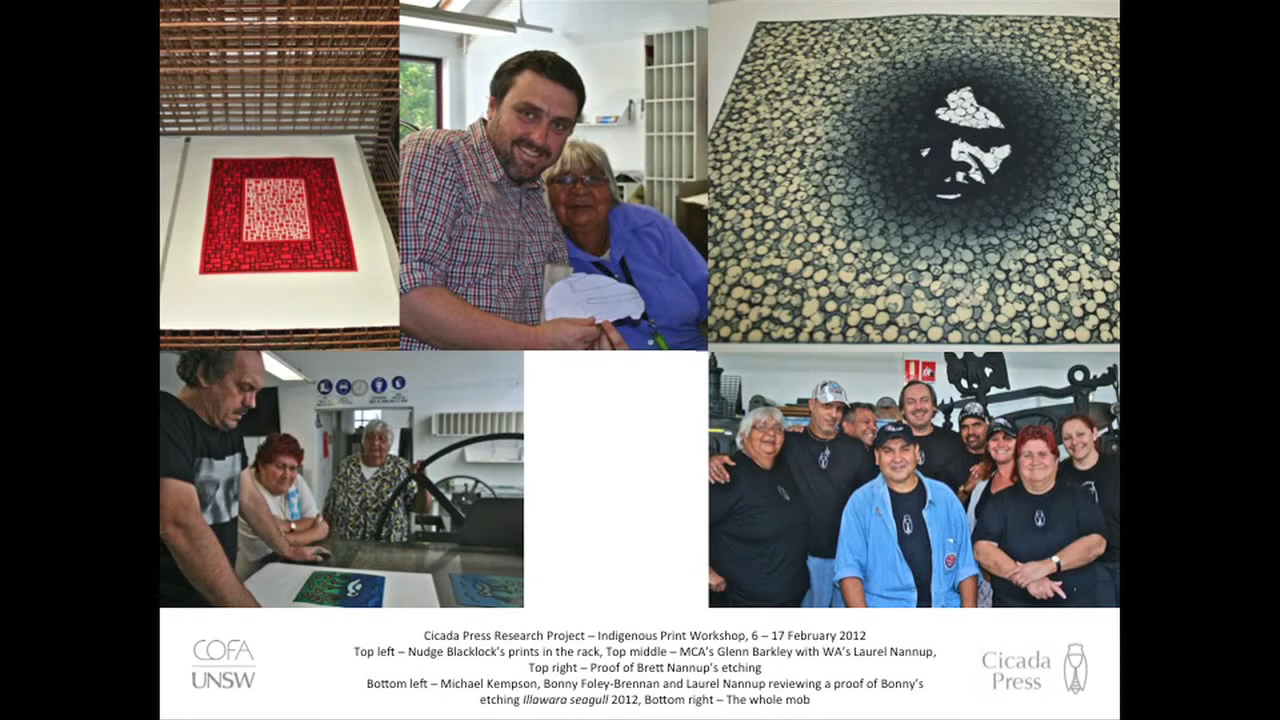 Cicada Press Research Project – Indigenous Print Workshop, 6 – 17 February 2012
Top left – Nudge Blacklock's prints in the rack, Top middle – MCA's Glenn Barkley with WA's Laurel Nannup,
Top right – Proof of Brett Nannup's etching
Bottom left – Michael Kempson, Bonny Foley-Brennan and Laurel Nannup reviewing a proof of Bonny's
etching Illawara seagull 2012, Bottom right – The whole mob
COFA
UNSW
Cicada
Press